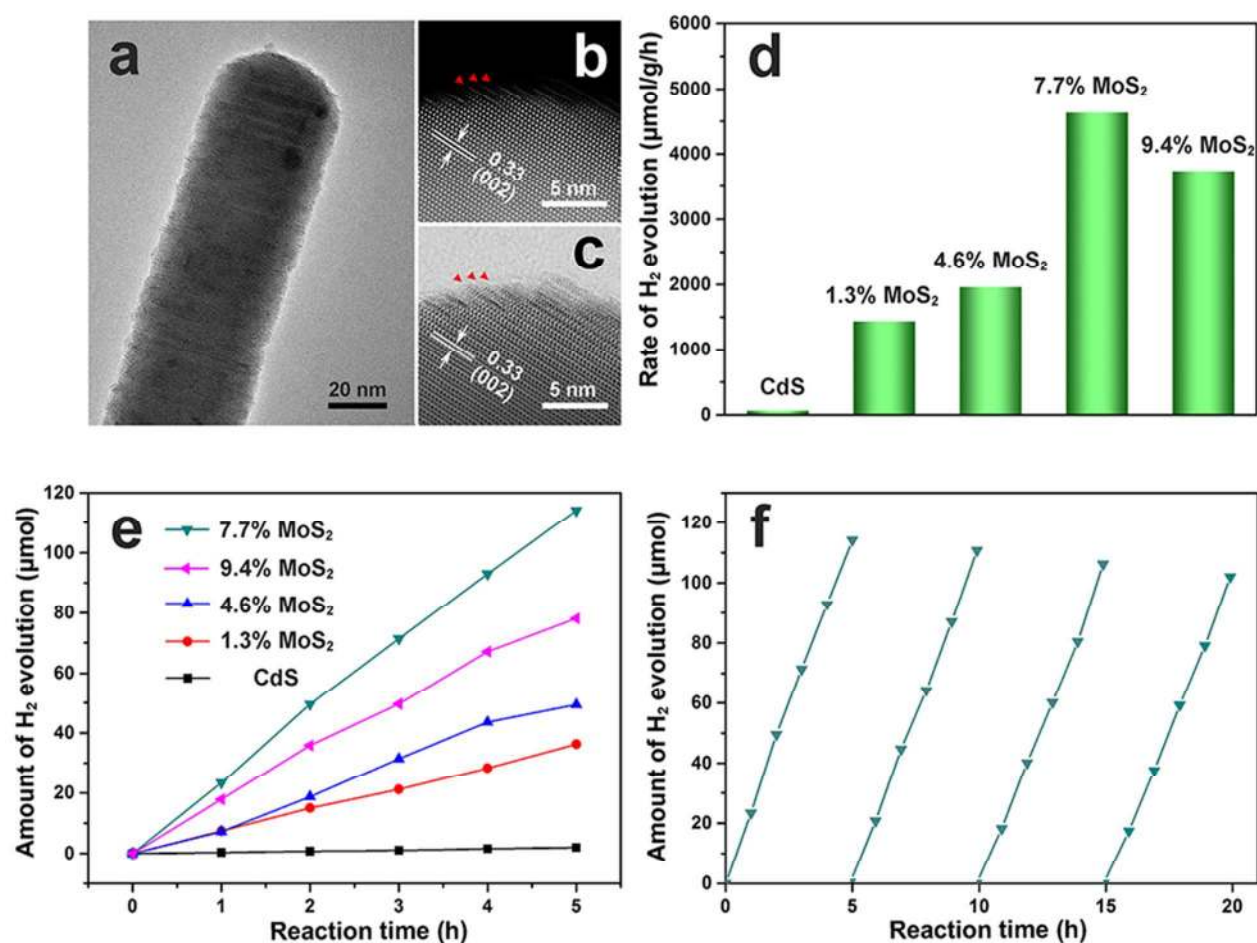 a
20 nm
b
0.33
(002)
5 nm
c
0.33
(002)
5 nm
d
Rate of H₂ evolution (μmol/g/h)
6000
5000
4000
3000
2000
1000
0
CdS
1.3% MoS₂
4.6% MoS₂
7.7% MoS₂
9.4% MoS₂
e
Amount of H₂ evolution (μmol)
120
100
80
60
40
20
0
7.7% MoS₂
9.4% MoS₂
4.6% MoS₂
1.3% MoS₂
CdS
0 1 2 3 4 5
Reaction time (h)
f
Amount of H₂ evolution (μmol)
120
100
80
60
40
20
0
0 5 10 15 20
Reaction time (h)